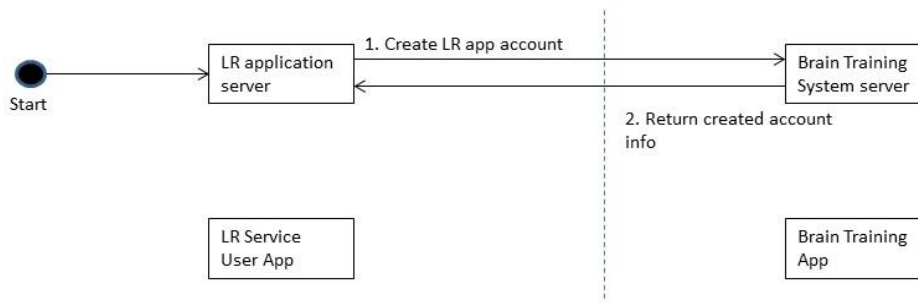 1. Create LR app account
LR application
server
Brain Training
System server
Start
2. Return created account
info
LR Service
User App
Brain Training
App